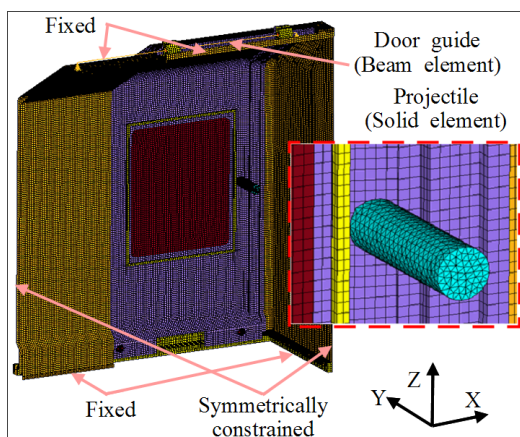 Fixed
Door guide
(Beam element)
Projectile
(Solid element)
Fixed
Symmetrically
constrained
Z
Y
X